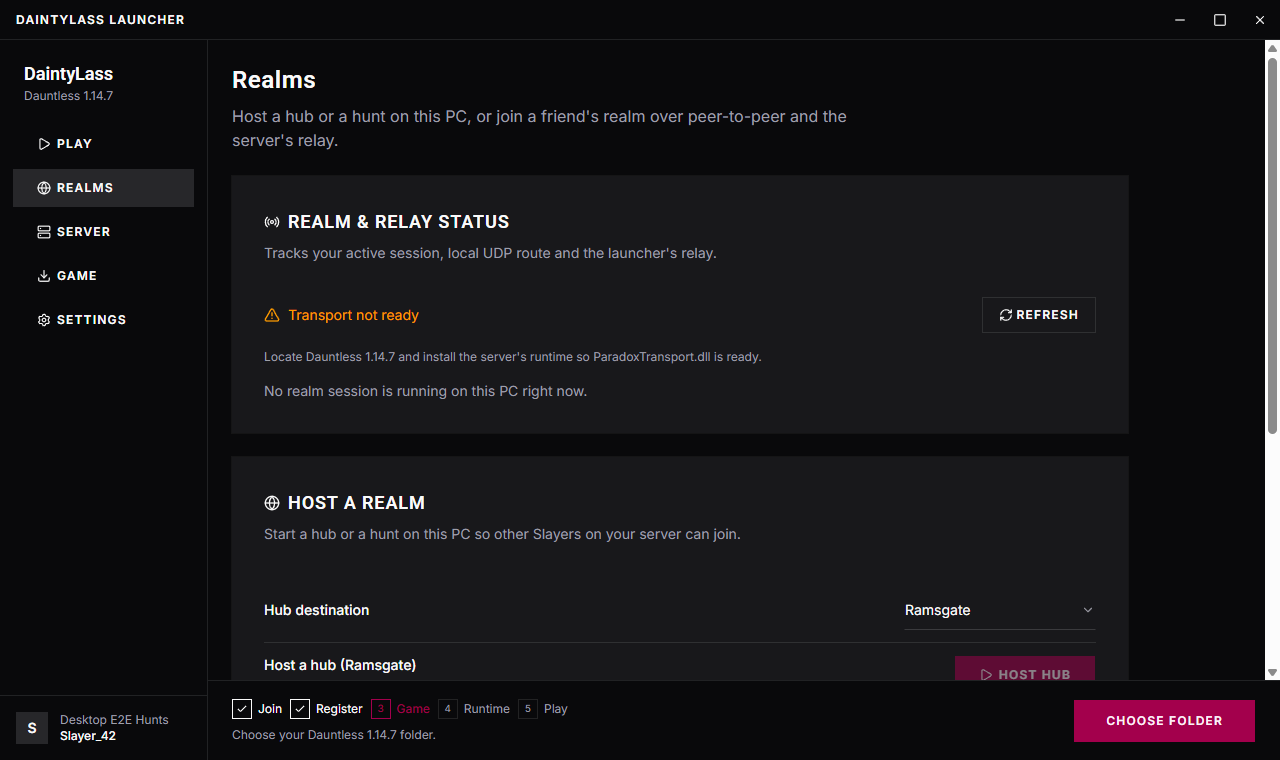 DAINTYLASS LAUNCHER
DaintyLass
Dauntless 1.14.7
PLAY
REALMS
SERVER
GAME
SETTINGS
Realms
Host a hub or a hunt on this PC, or join a friend's realm over peer-to-peer and the
server's relay.
REALM & RELAY STATUS
Tracks your active session, local UDP route and the launcher's relay.
Transport not ready
REFRESH
Locate Dauntless 1.14.7 and install the server's runtime so ParadoxTransport.dll is ready.
No realm session is running on this PC right now.
HOST A REALM
Start a hub or a hunt on this PC so other Slayers on your server can join.
Hub destination
Ramsgate
Host a hub (Ramsgate)
HOST HUB
S
Desktop E2E Hunts
Slayer_42
Join Register 3 Game 4 Runtime 5 Play
Choose your Dauntless 1.14.7 folder.
CHOOSE FOLDER